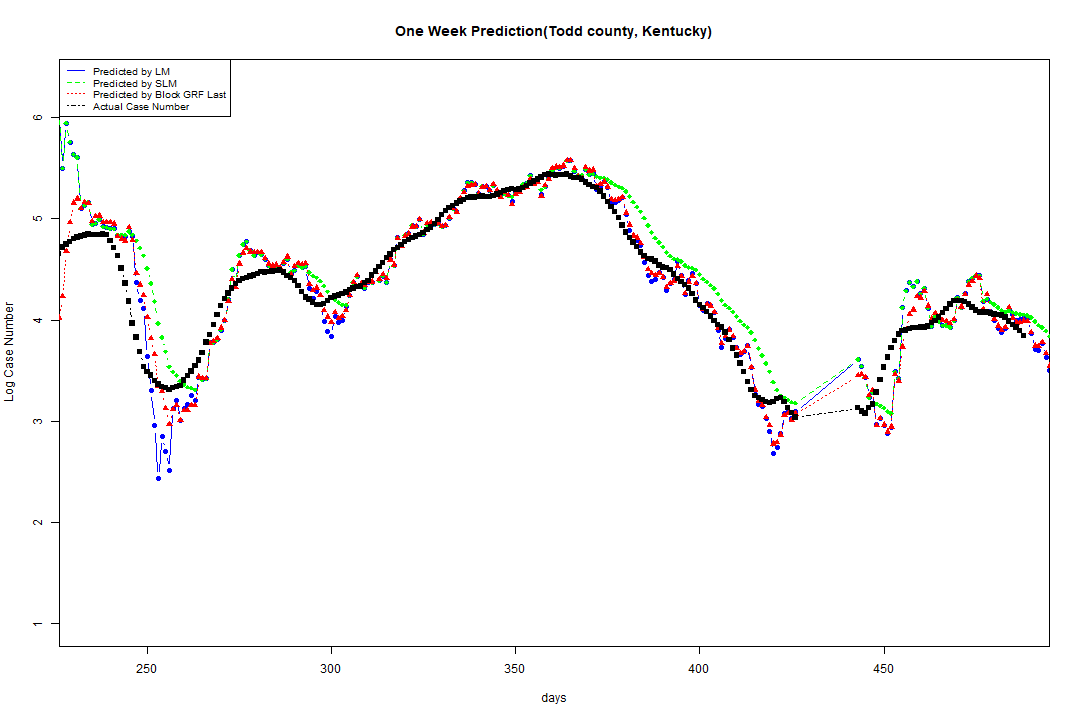 One Week Prediction(Todd county, Kentucky)
Predicted by LM
Predicted by SLM
Predicted by Block GRF Last
Actual Case Number
Log Case Number
6
5
4
3
2
1
250
300
350
400
450
days